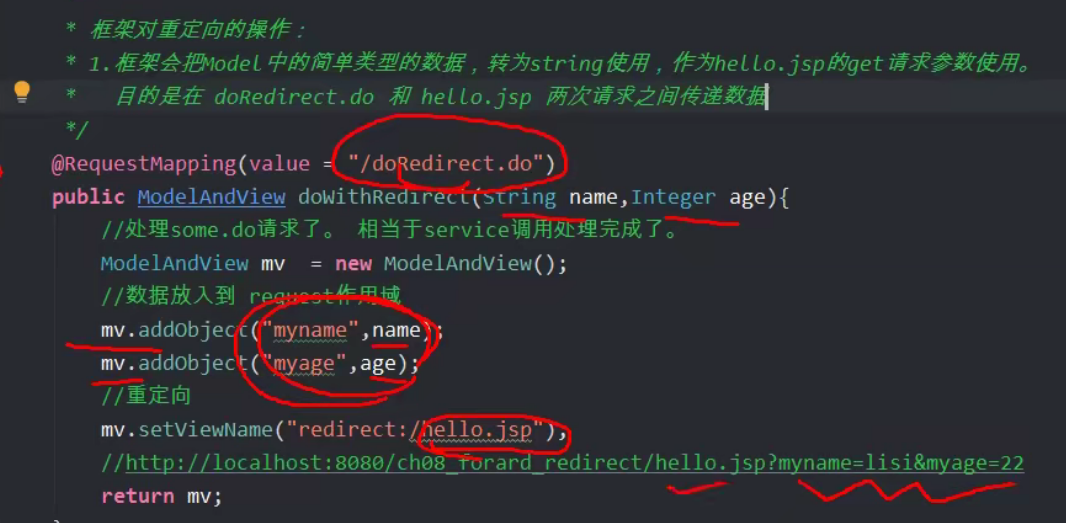 * 框架对重定向的操作：
* 1.框架会把Model中的简单类型的数据，转为string使用，作为hello.jsp的get请求参数使用。
*   目的是在 doRedirect.do 和 hello.jsp 两次请求之间传递数据
*/
@RequestMapping(value = "/doRedirect.do")
public ModelAndView doWithRedirect(String name,Integer age){
//处理some.do请求了。 相当于service调用处理完成了。
ModelAndView mv  = new ModelAndView();
//数据放入到 request作用域
mv.addObject("myname",name);
mv.addObject("myage",age);
//重定向
mv.setViewName("redirect:/hello.jsp");
//http://localhost:8080/ch08_forard_redirect/hello.jsp?myname=lisi&myage=22
return mv;